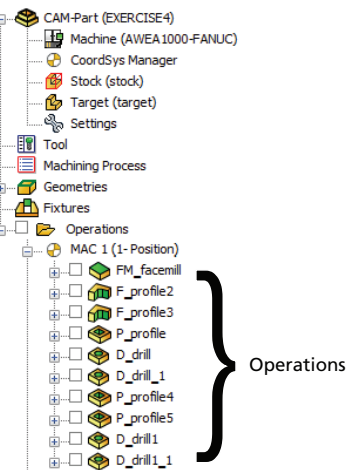 CAM-Part (EXERCISE4)
Machine (AWEA1000-FANUC)
CoordSys Manager
Stock (stock)
Target (target)
Settings
Tool
Machining Process
Geometries
Fixtures
Operations
MAC 1 (1- Position)
FM_facemill
F_profile2
F_profile3
P_profile
D_drill
D_drill_1
P_profile4
P_profile5
D_drill1
D_drill1_1
Operations